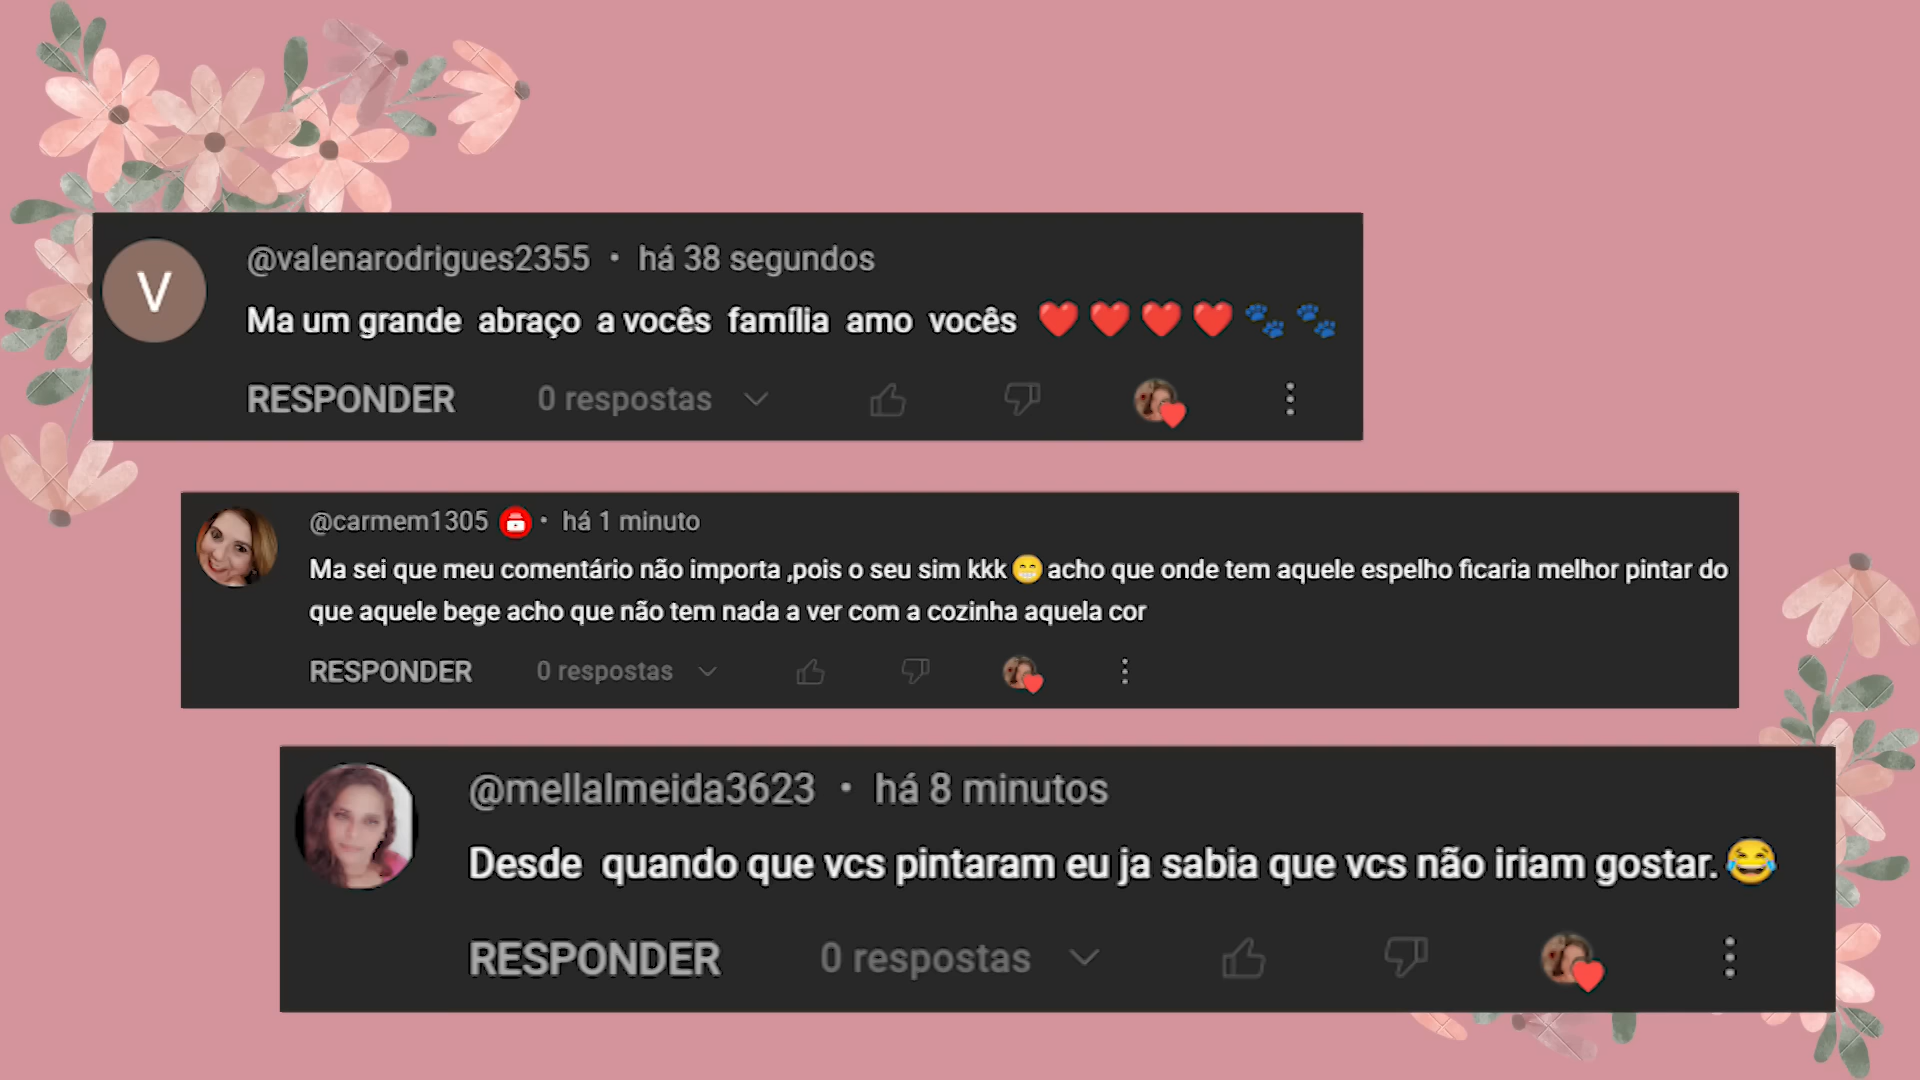 V
@valenarodrigues2355 • há 38 segundos
Ma um grande abraço a vocês família amo vocês ❤️❤️❤️❤️🐾🐾
RESPONDER 0 respostas
@carmem1305 • há 1 minuto
Ma sei que meu comentário não importa ,pois o seu sim kkk😁acho que onde tem aquele espelho ficaria melhor pintar do
que aquele bege acho que não tem nada a ver com a cozinha aquela cor
RESPONDER 0 respostas
@mellalmeida3623 • há 8 minutos
Desde quando que vcs pintaram eu ja sabia que vcs não iriam gostar.😂
RESPONDER 0 respostas